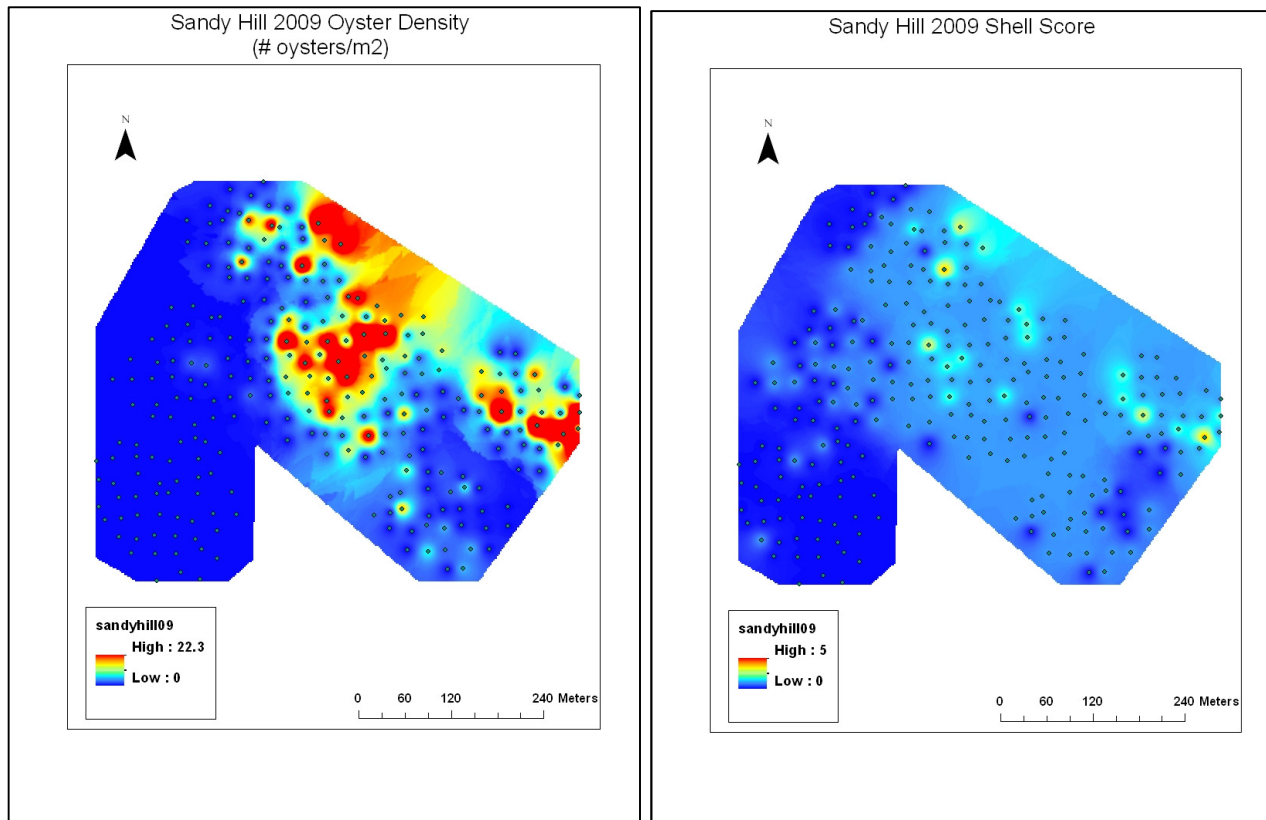 Sandy Hill 2009 Oyster Density
(# oysters/m2)
N
sandyhill09
High : 22.3
Low : 0
0 60 120 240 Meters
Sandy Hill 2009 Shell Score
N
sandyhill09
High : 5
Low : 0
0 60 120 240 Meters